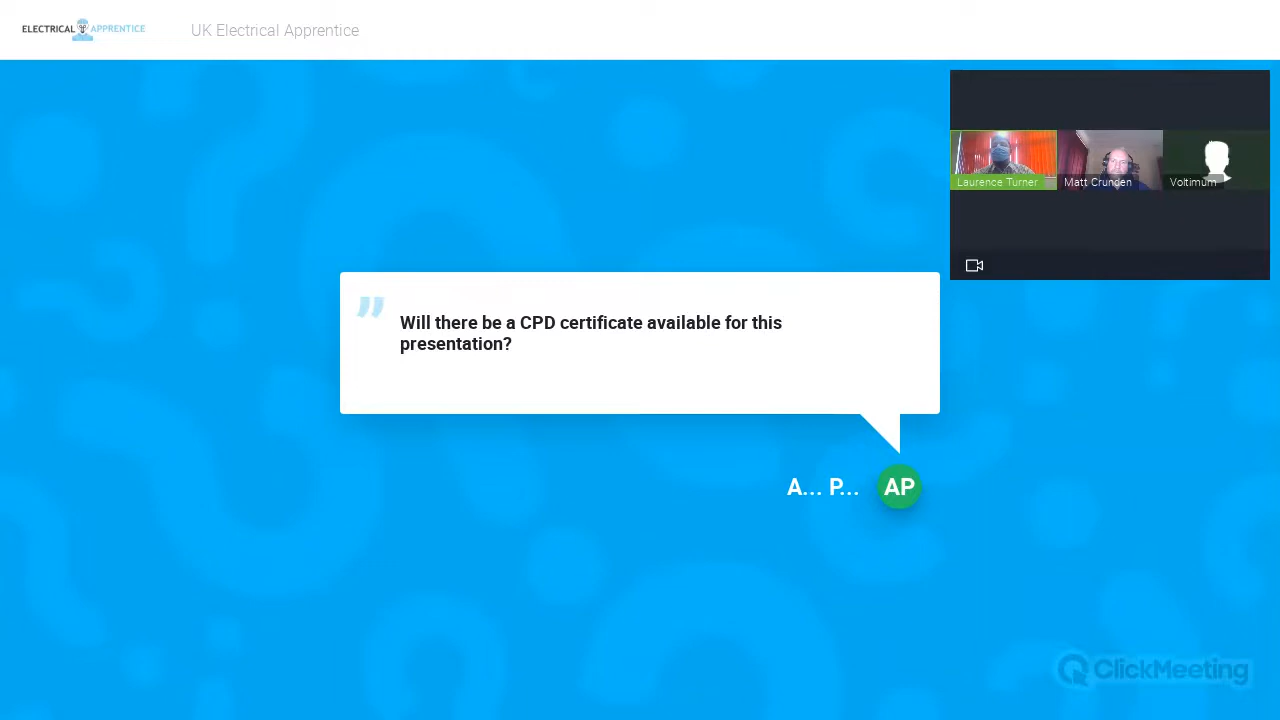 ELECTRICAL APPRENTICE
UK Electrical Apprentice
Laurence Turner
Matt Crunden
Voltimum
” Will there be a CPD certificate available for this
presentation?
A... P...
AP
ClickMeeting